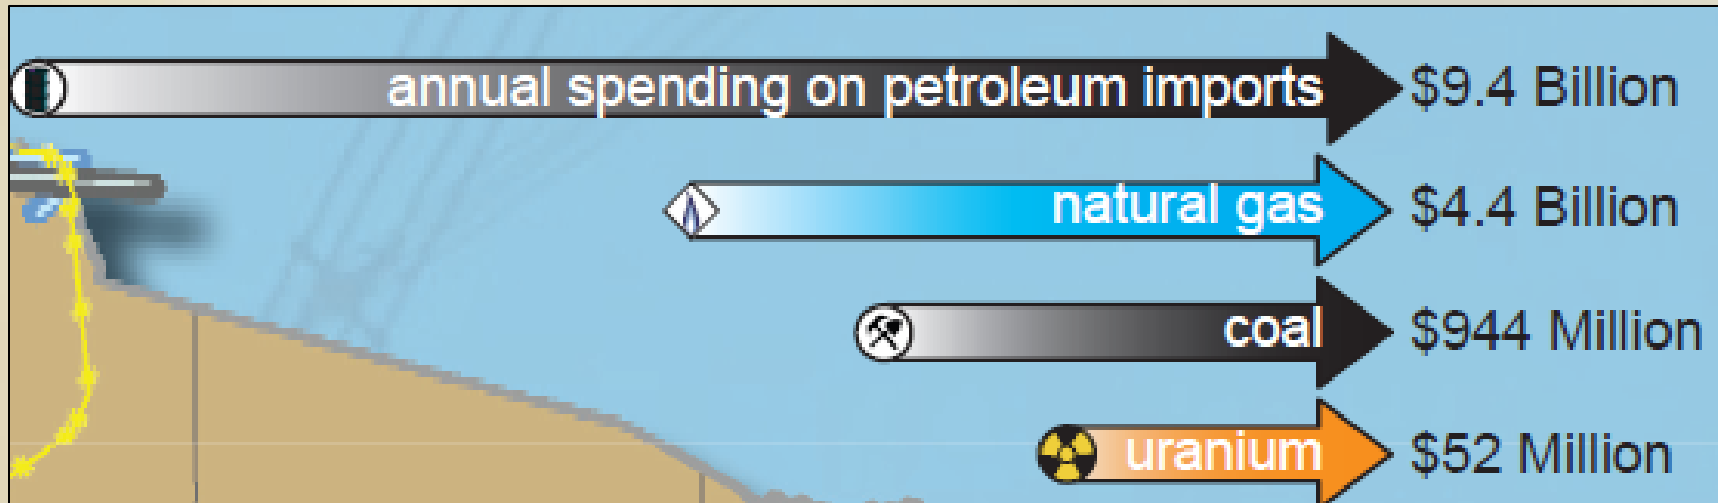 annual spending on petroleum imports $9.4 Billion
natural gas $4.4 Billion
coal $944 Million
uranium $52 Million